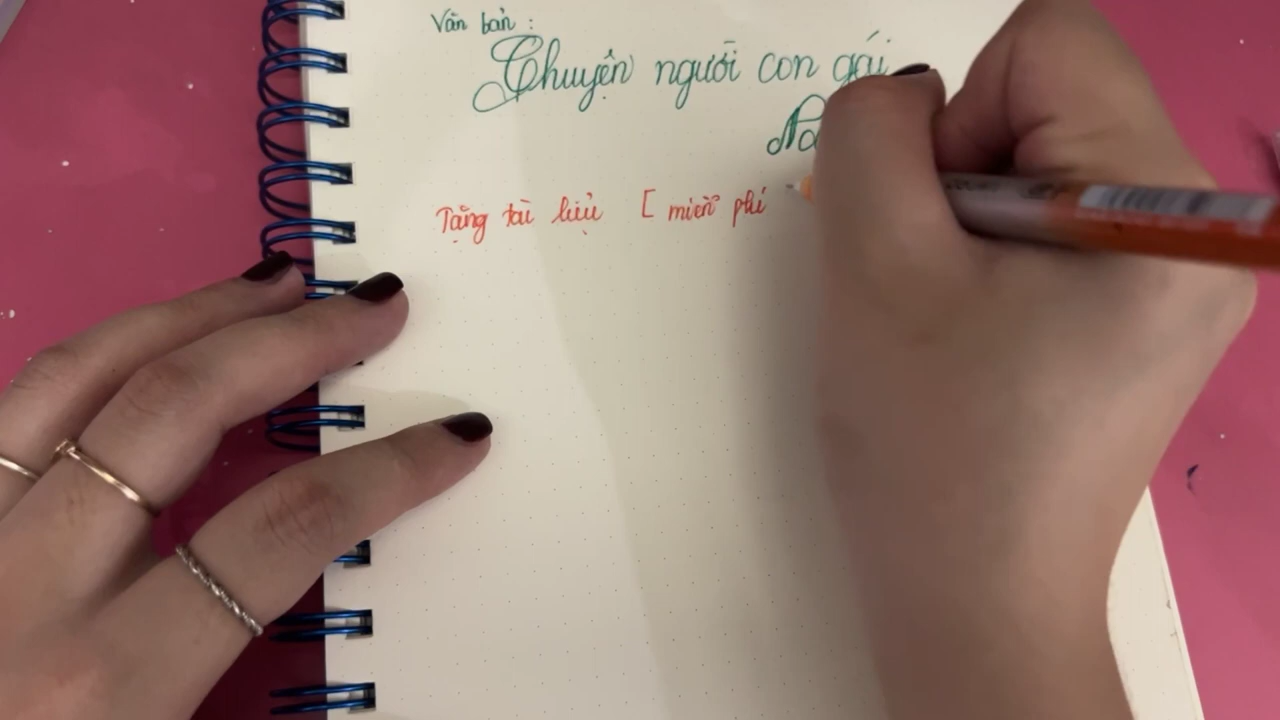 Văn bản :
Chuyện người con gái
Tặng tài liệu [ miễn phí